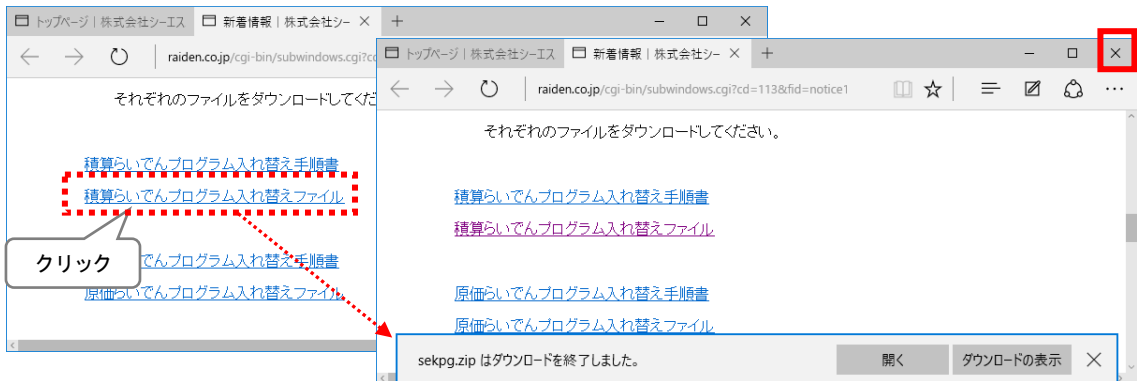 トップページ | 株式会社シーエス
新着情報 | 株式会社シー
raiden.co.jp/cgi-bin/subwindows.cgi?cd
それぞれのファイルをダウンロードしてくだ
積算らいでんプログラム入れ替え手順書
積算らいでんプログラム入れ替えファイル
クリック
でんプログラム入れ替え手順書
原価らいでんプログラム入れ替えファイル
トップページ | 株式会社シーエス
新着情報 | 株式会社シー
raiden.co.jp/cgi-bin/subwindows.cgi?cd=113&fid=notice1
それぞれのファイルをダウンロードしてください。
積算らいでんプログラム入れ替え手順書
積算らいでんプログラム入れ替えファイル
原価らいでんプログラム入れ替え手順書
原価らいでんプログラム入れ替えファイル
sekpg.zip はダウンロードを終了しました。
開く
ダウンロードの表示